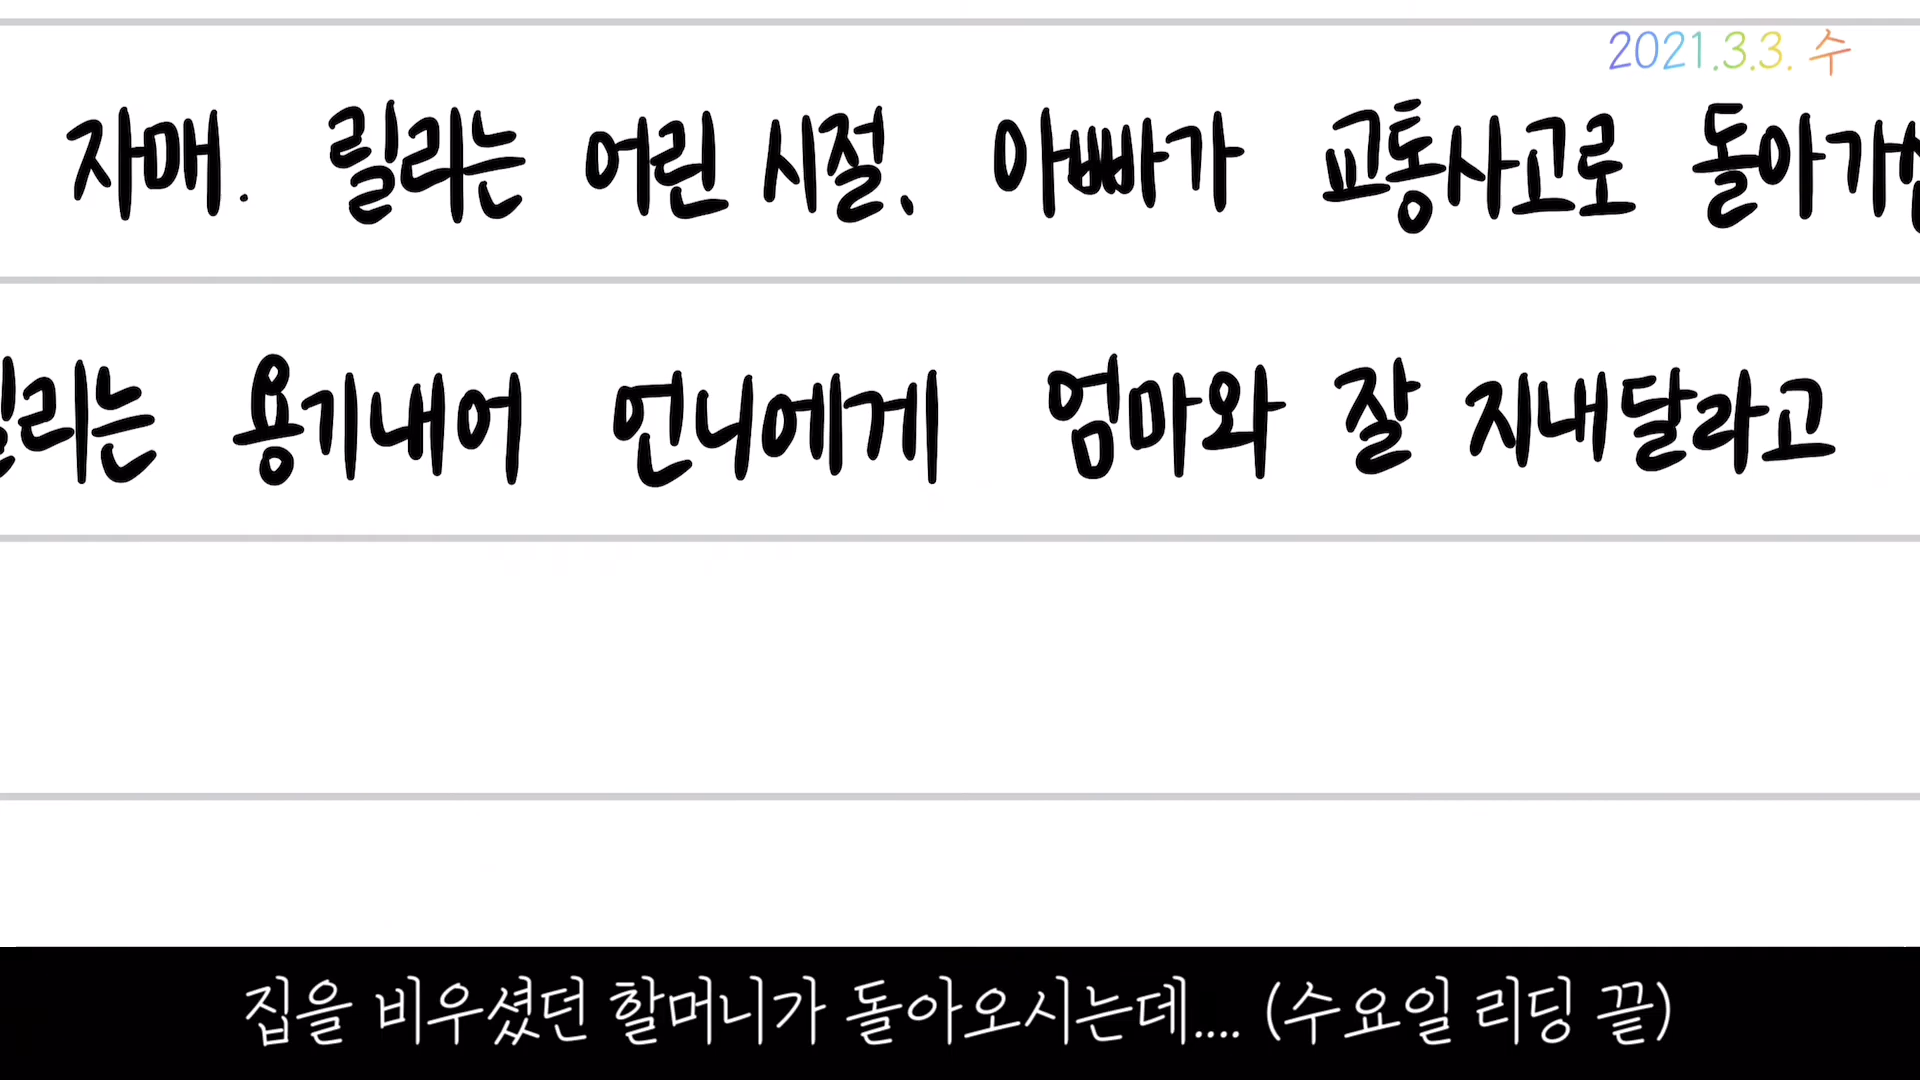 2021.3.3. 수
자매. 릴리는 어린 시절, 아빠가 교통사고로 돌아가
용기내어 언니에게 엄마와 잘 지내달라고
집을 비우셨던 할머니가 돌아오시는데.... (수요일 리딩 끝)